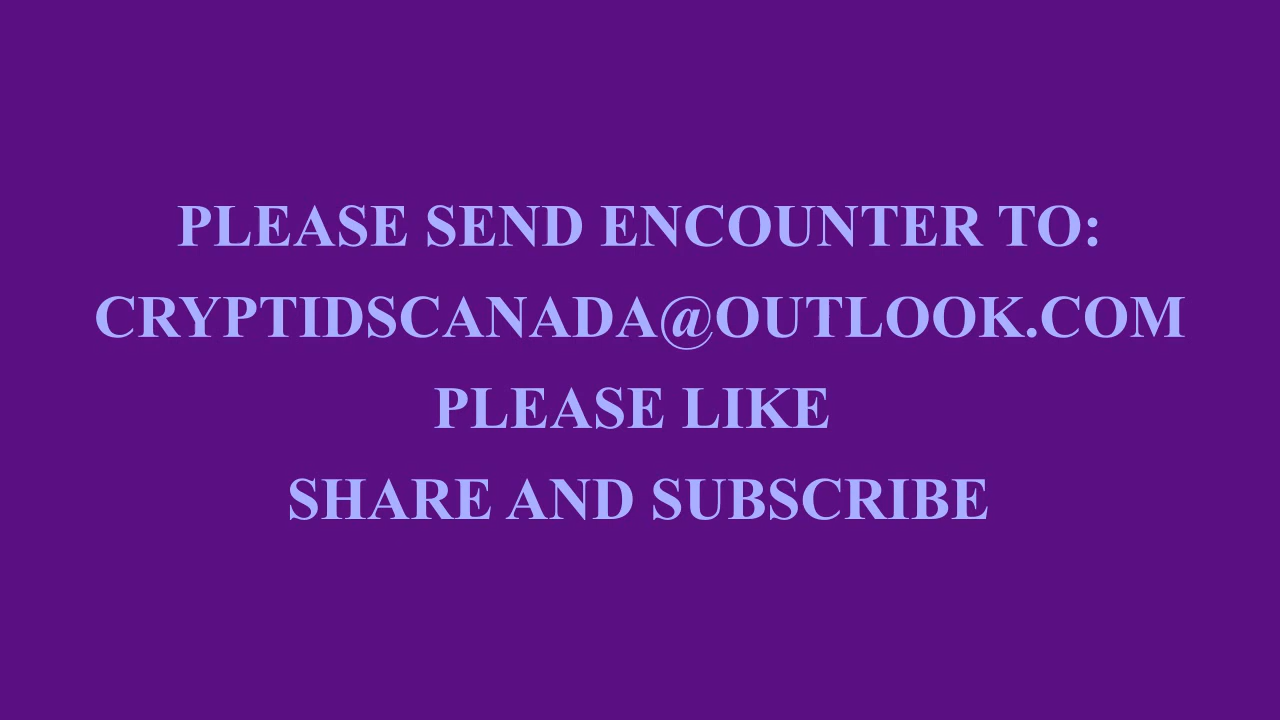 PLEASE SEND ENCOUNTER TO:
CRYPTIDSCANADA@OUTLOOK.COM
PLEASE LIKE
SHARE AND SUBSCRIBE